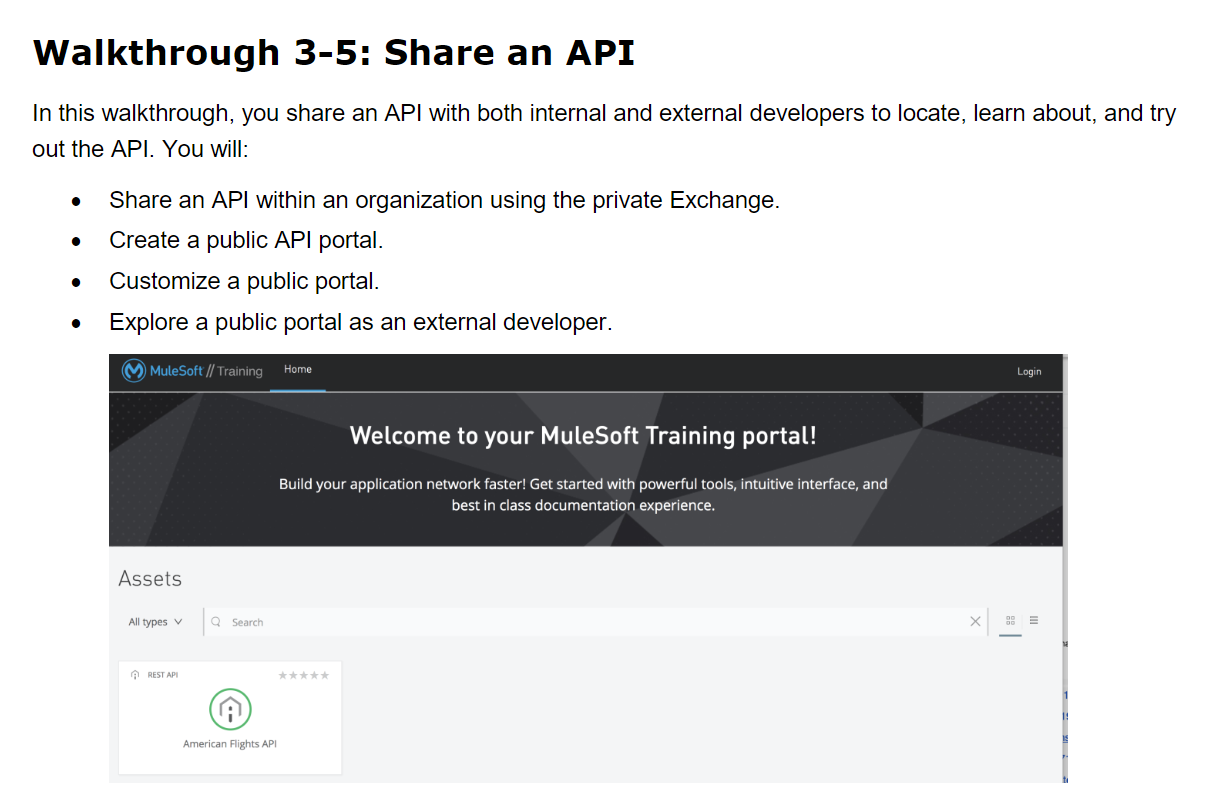 Walkthrough 3-5: Share an API
In this walkthrough, you share an API with both internal and external developers to locate, learn about, and try
out the API. You will:
• Share an API within an organization using the private Exchange.
• Create a public API portal.
• Customize a public portal.
• Explore a public portal as an external developer.
MuleSoft // Training Home Login
Welcome to your MuleSoft Training portal!
Build your application network faster! Get started with powerful tools, intuitive interface, and
best in class documentation experience.
Assets
All types Search
REST API
American Flights API